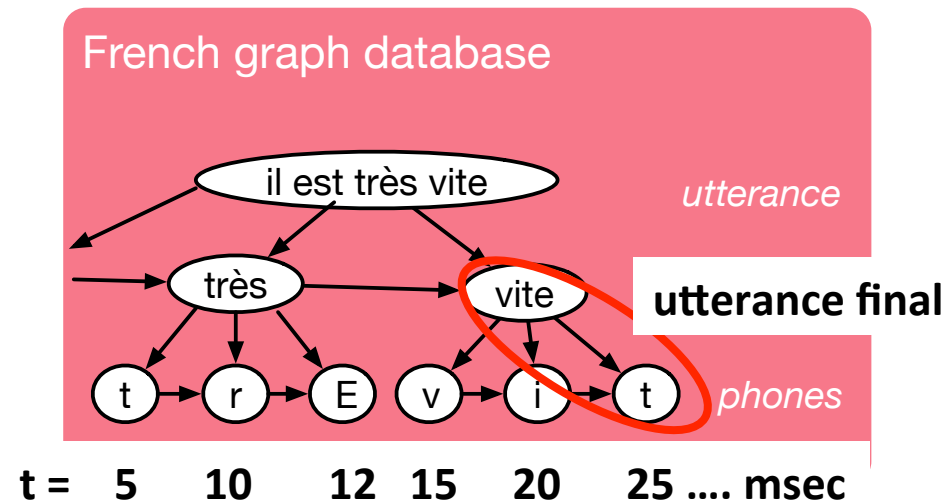 French graph database
il est très vite
utterance
très
vite
utterance final
t
r
E
v
i
t
phones
t = 5 10 12 15 20 25 .... msec